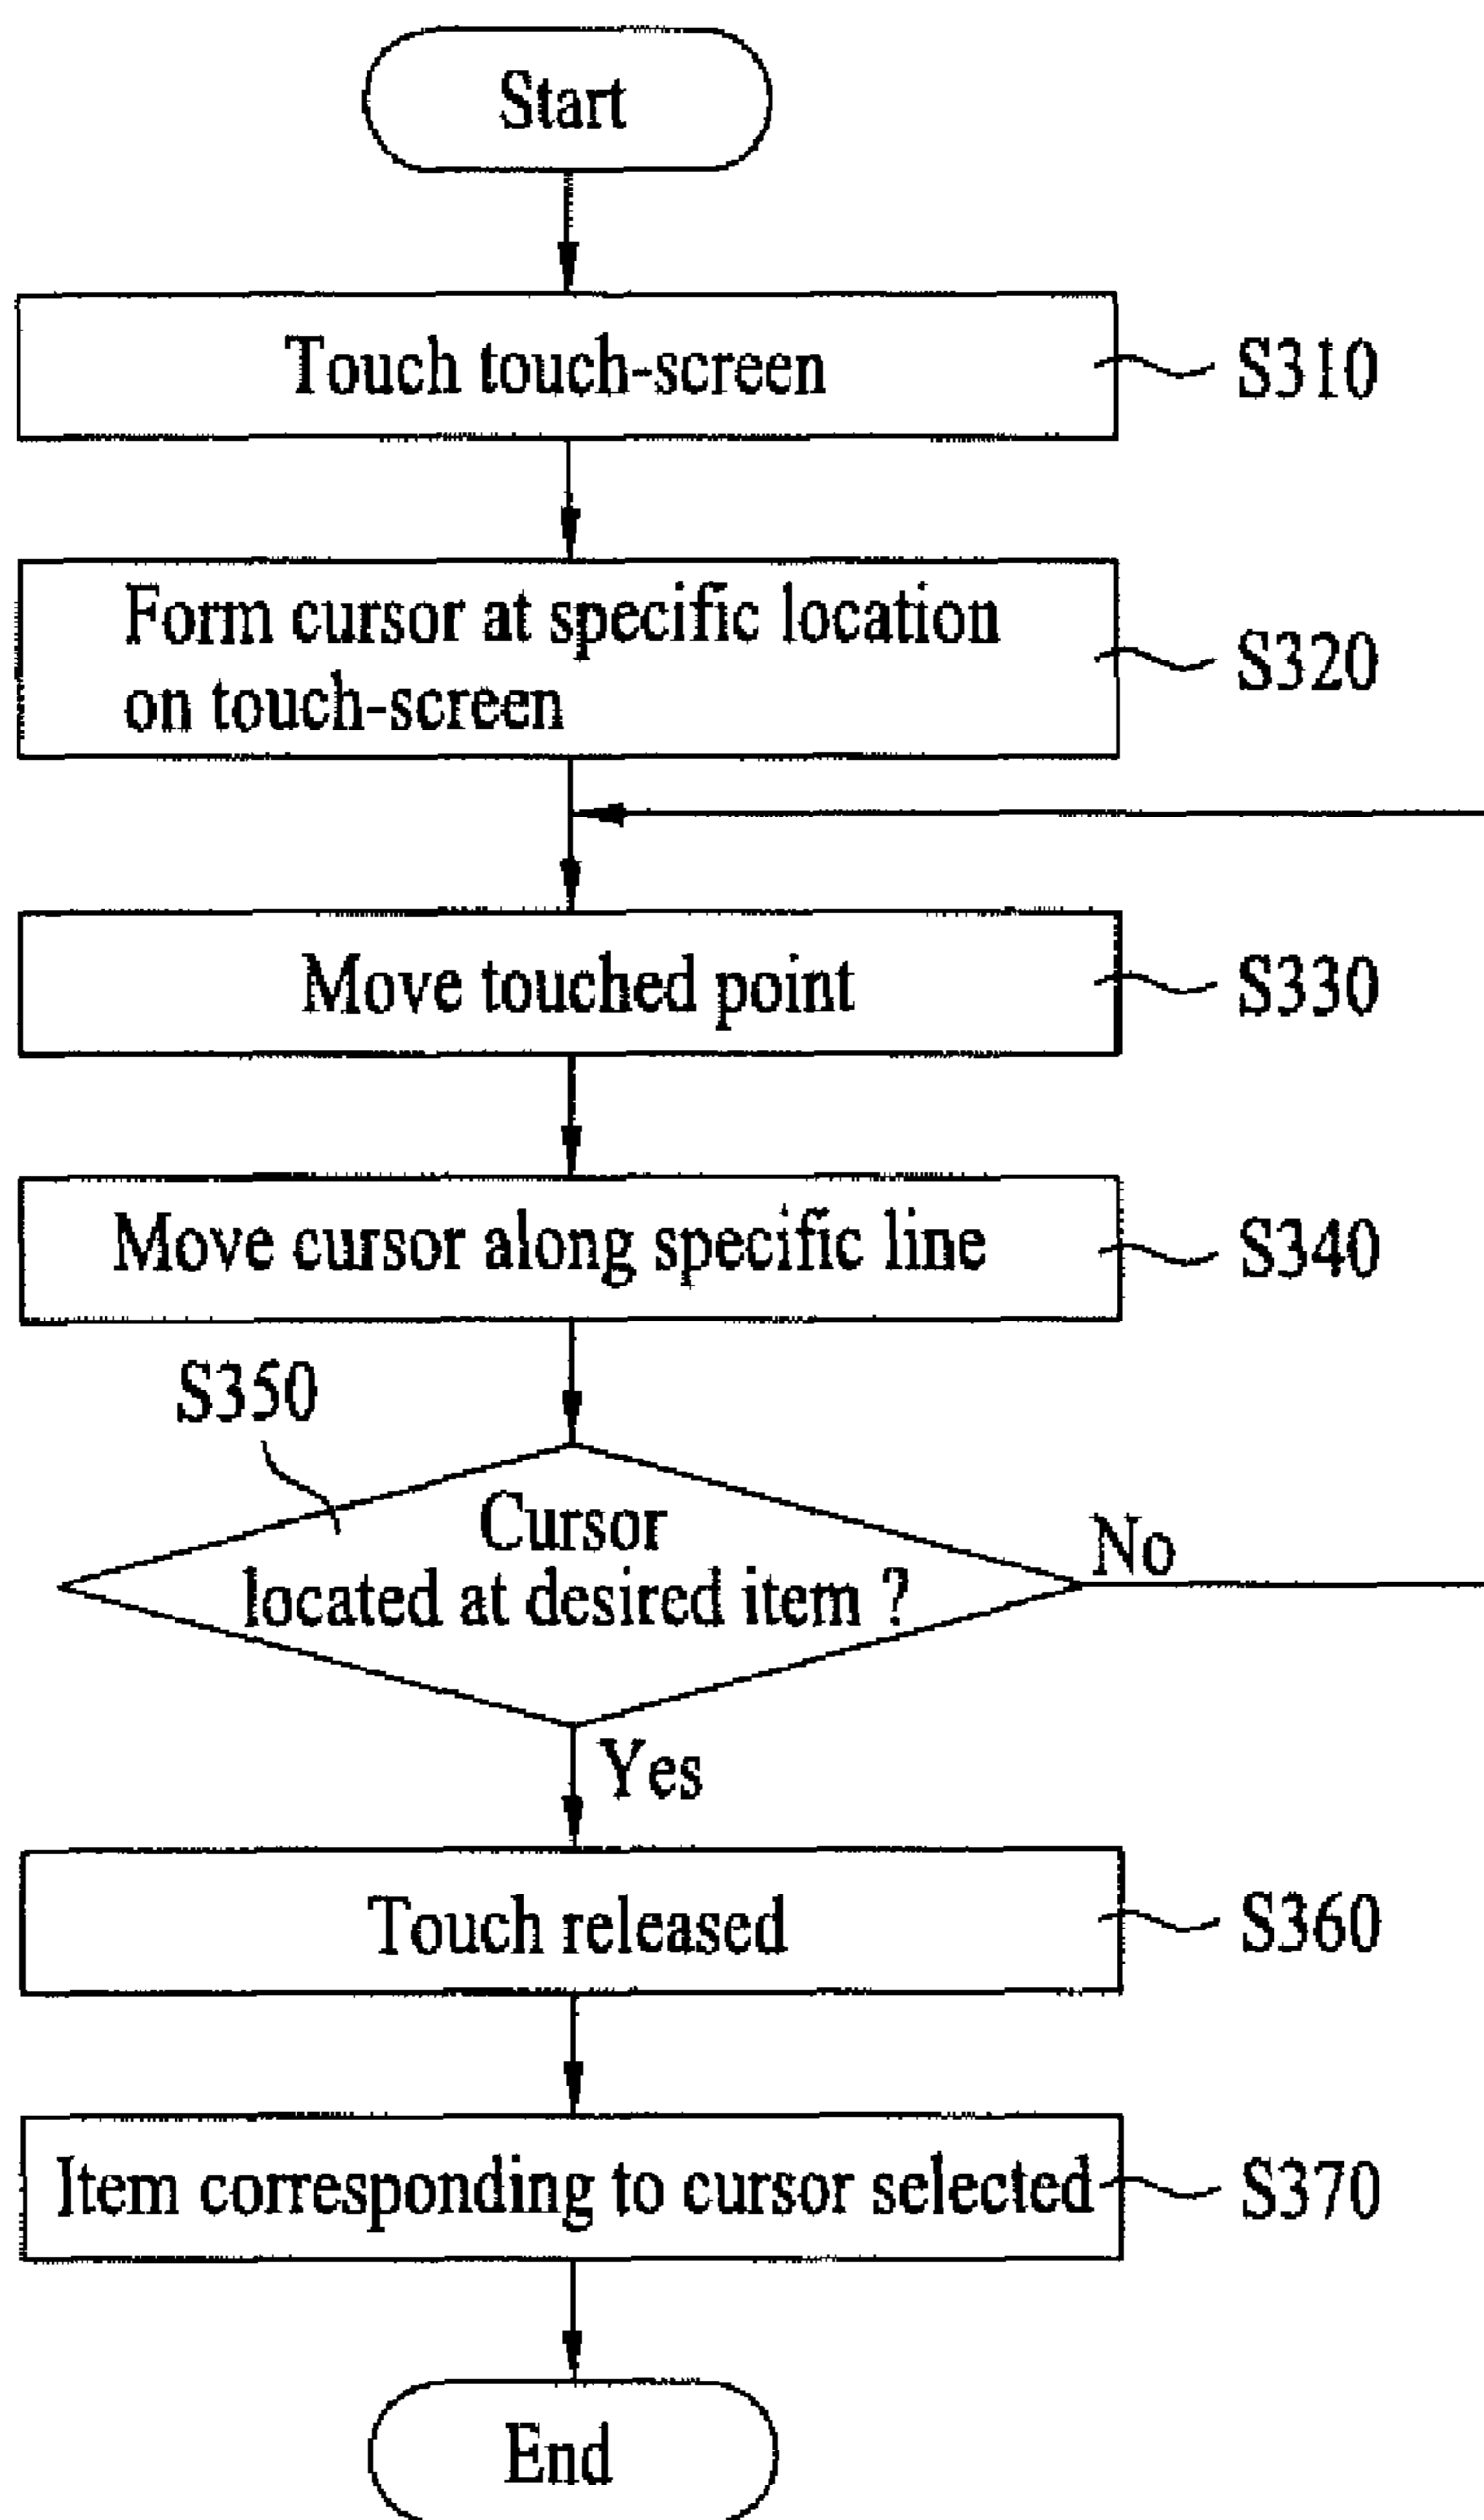 Start
Touch touch-screen
S310
Form cursor at specific location
on touch-screen
S320
Move touched point
S330
Move cursor along specific line
S340
S350
Cursor
located at desired item ?
No
Yes
Touch released
S360
Item corresponding to cursor selected
S370
End